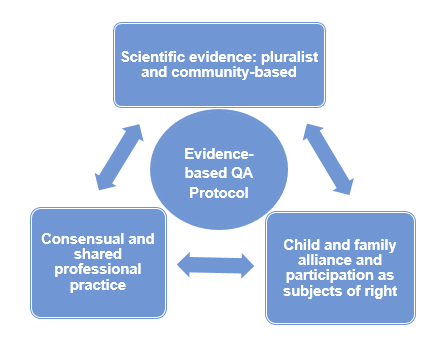 Scientific evidence: pluralist
and community-based
Evidence-
based QA
Protocol
Consensual and
shared
professional
practice
Child and family
alliance and
participation as
subjects of right